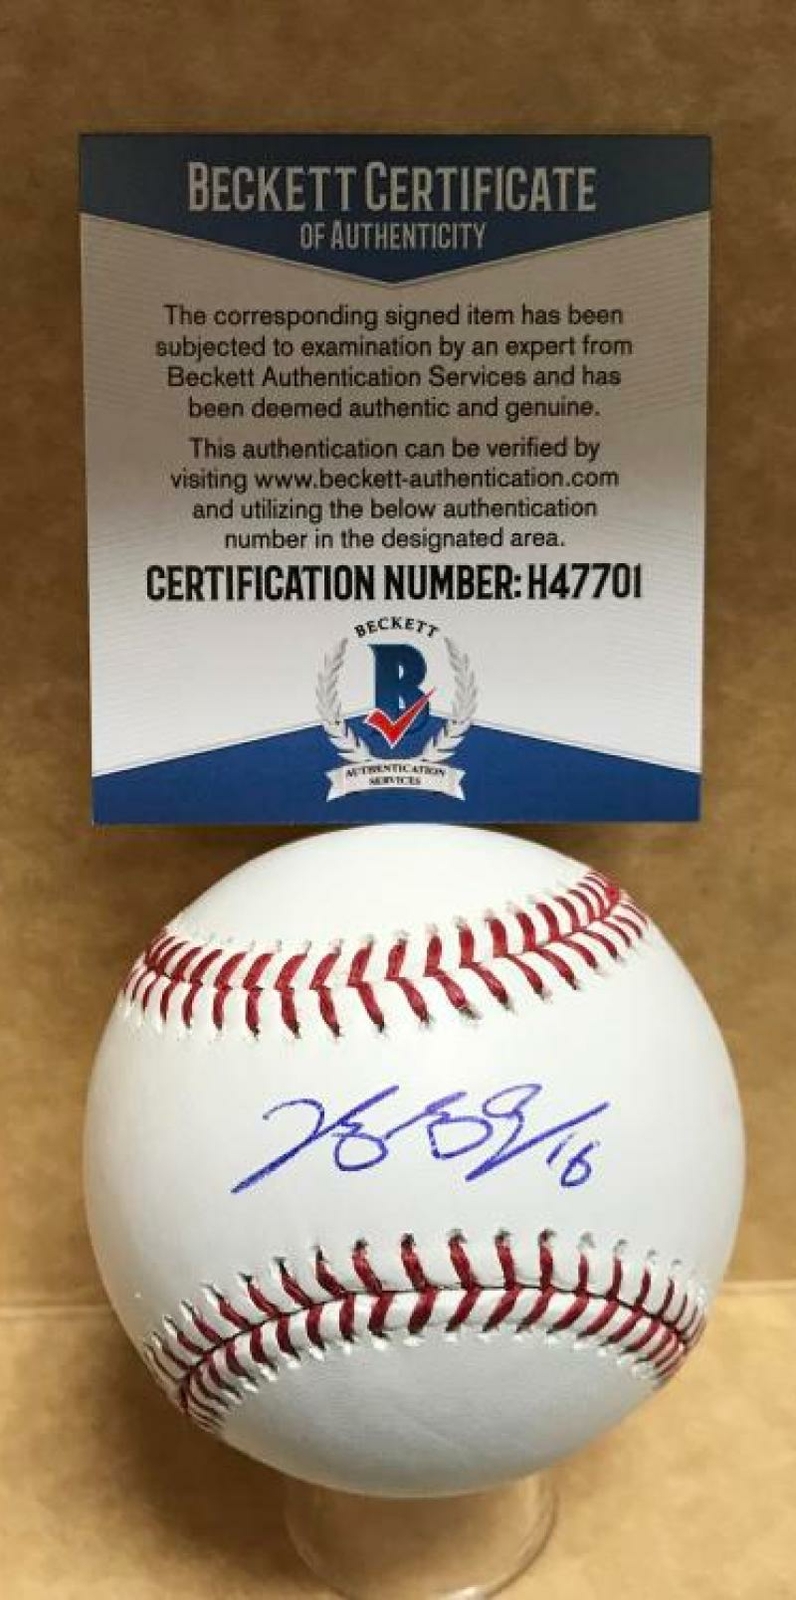 BECKETT CERTIFICATE
OF AUTHENTICITY
The corresponding signed item has been
subjected to examination by an expert from
Beckett Authentication Services and has
been deemed authentic and genuine.
This authentication can be verified by
visiting www.beckett-authentication.com
and utilizing the below authentication
number in the designated area.
CERTIFICATION NUMBER: H47701
BECKETT
B
AUTHENTICATION
SERVICES
16